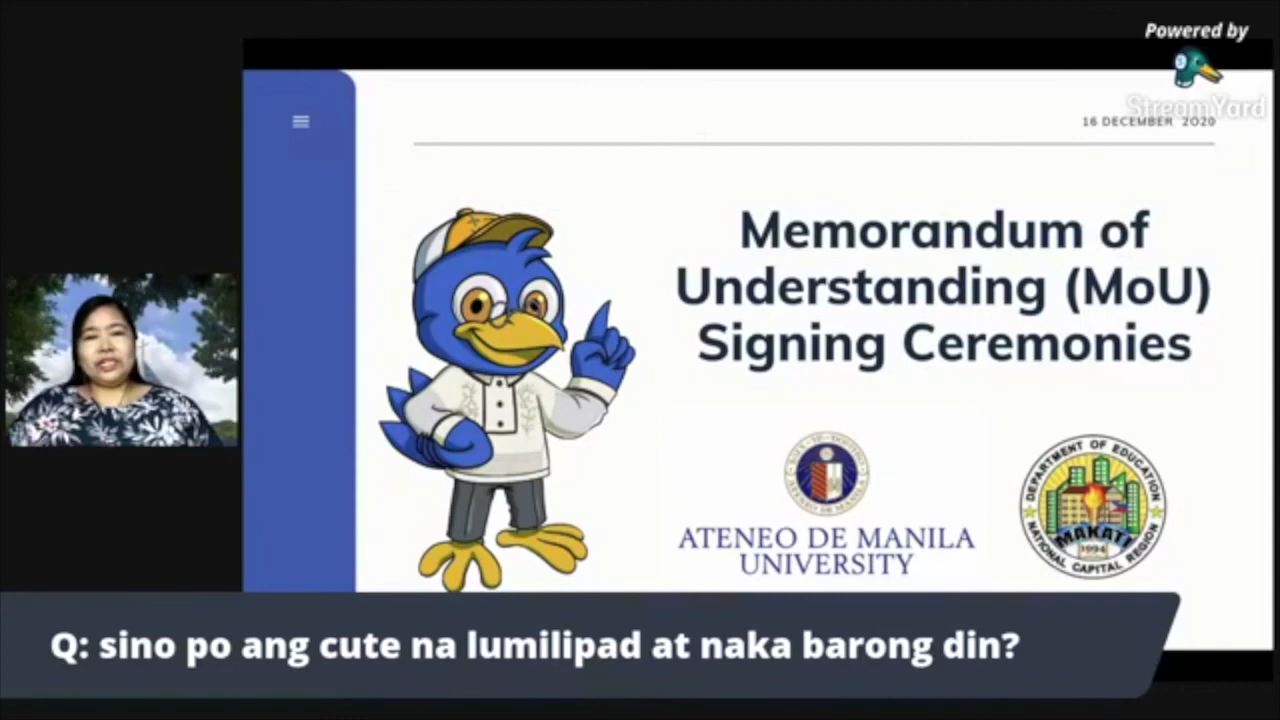 Powered by
StreamYard
16 DECEMBER 2020
Memorandum of
Understanding (MoU)
Signing Ceremonies
ATENEO DE MANILA
UNIVERSITY
DEPARTMENT OF EDUCATION
MAKATI
1994
NATIONAL CAPITAL REGION
Q: sino po ang cute na lumilipad at naka barong din?